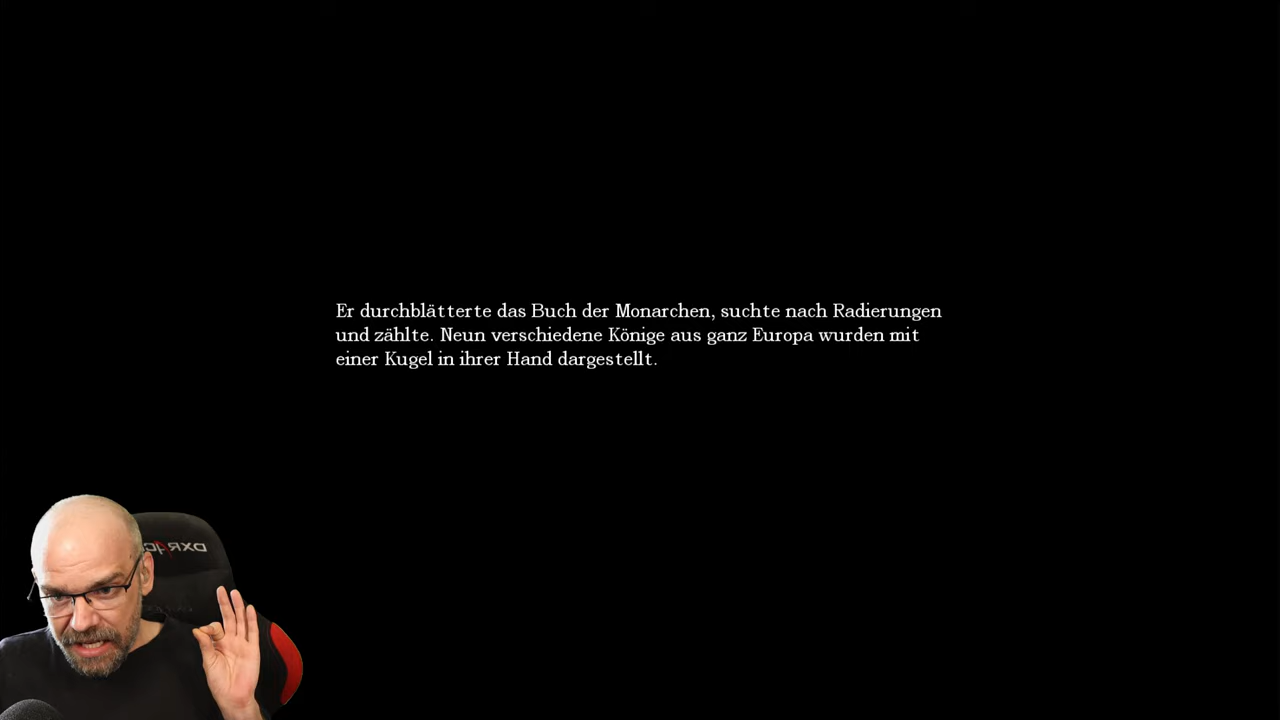 Er durchblätterte das Buch der Monarchen, suchte nach Radierungen
und zählte. Neun verschiedene Könige aus ganz Europa wurden mit
einer Kugel in ihrer Hand dargestellt.